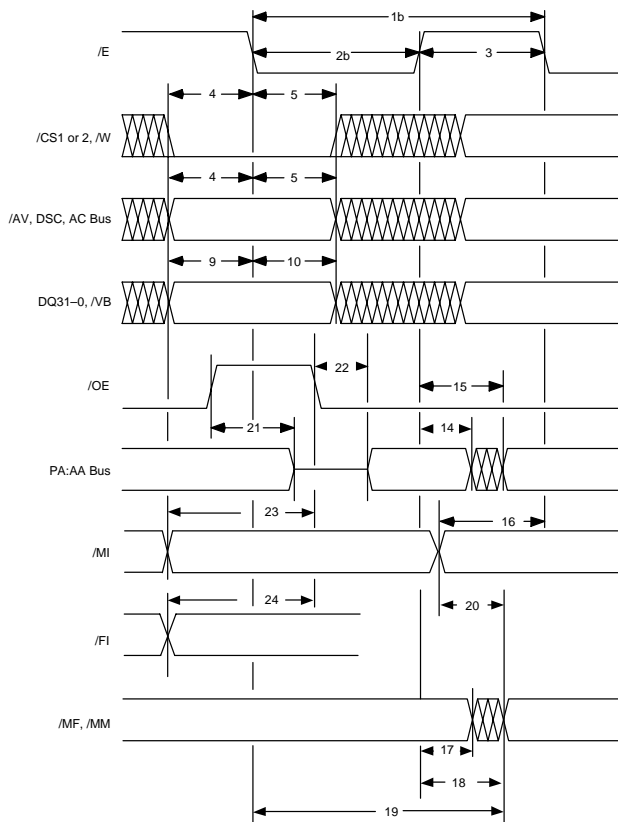 1b
/E
2b
3
4
5
/CS1 or 2, /W
4
5
/AV, DSC, AC Bus
9
10
DQ31–0, /VB
22
/OE
15
21
14
PA:AA Bus
23
16
/MI
24
20
/FI
/MF, /MM
17
18
19